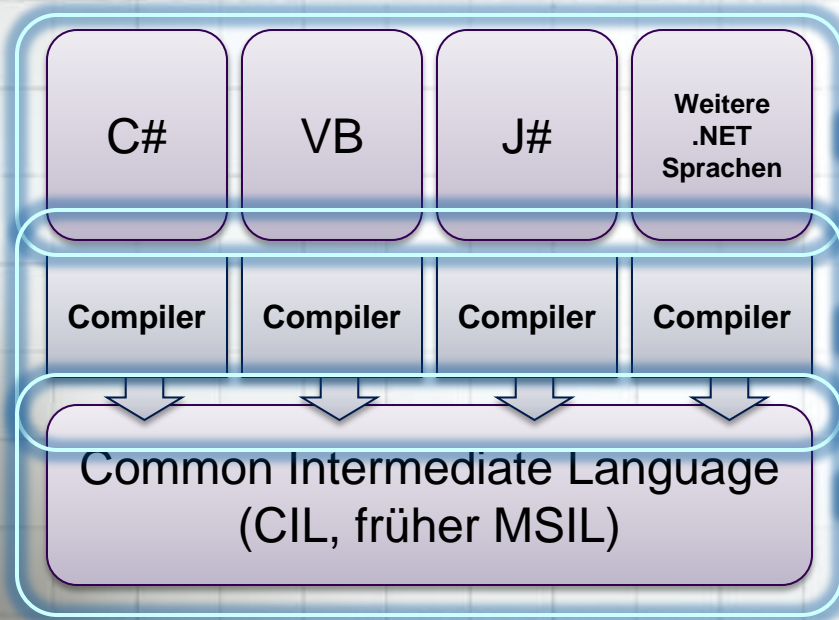 C#
VB
J#
Weitere
.NET
Sprachen
Compiler
Compiler
Compiler
Compiler
Common Intermediate Language
(CIL, früher MSIL)